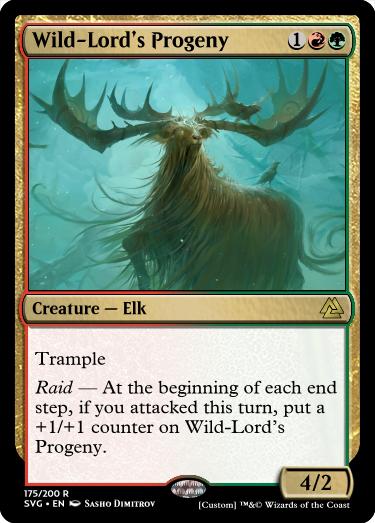 Wild-Lord's Progeny 1
Creature — Elk
Trample
Raid — At the beginning of each end
step, if you attacked this turn, put a
+1/+1 counter on Wild-Lord's
Progeny.
4/2
175/200 R
SVG • EN Sasho Dimitrov
[Custom] ™&© Wizards of the Coast